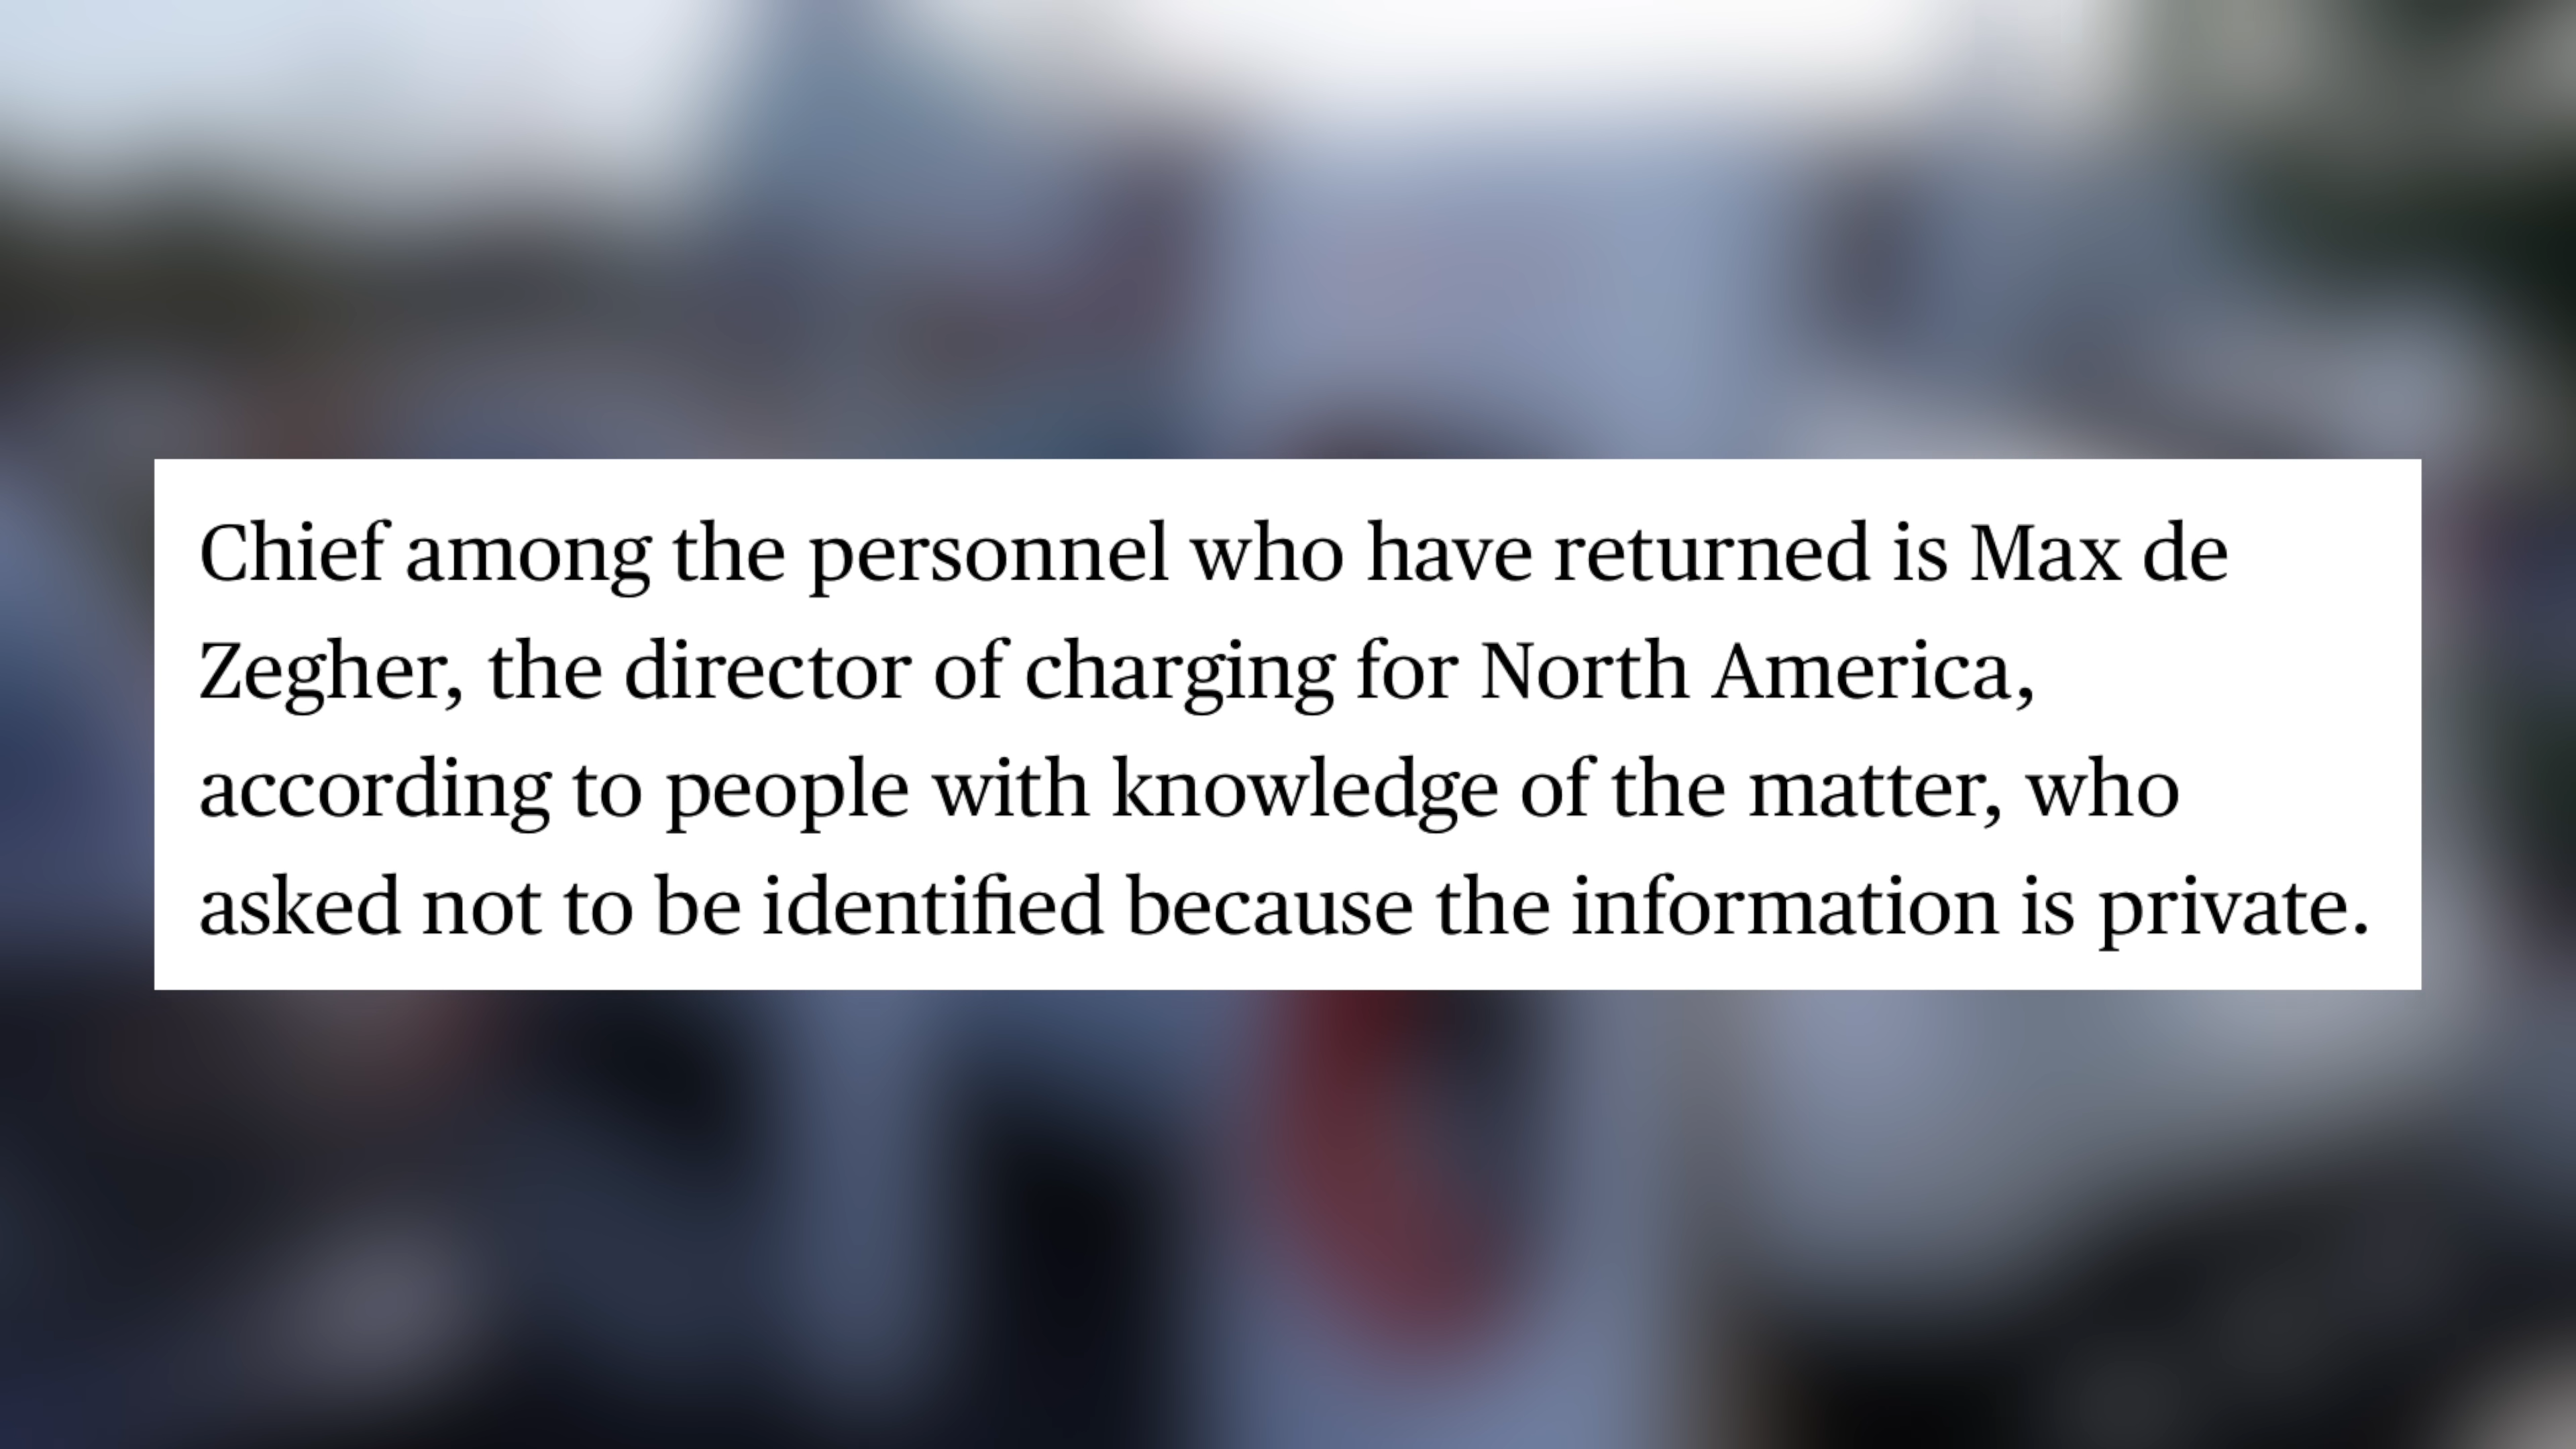 Chief among the personnel who have returned is Max de
Zegher, the director of charging for North America,
according to people with knowledge of the matter, who
asked not to be identified because the information is private.